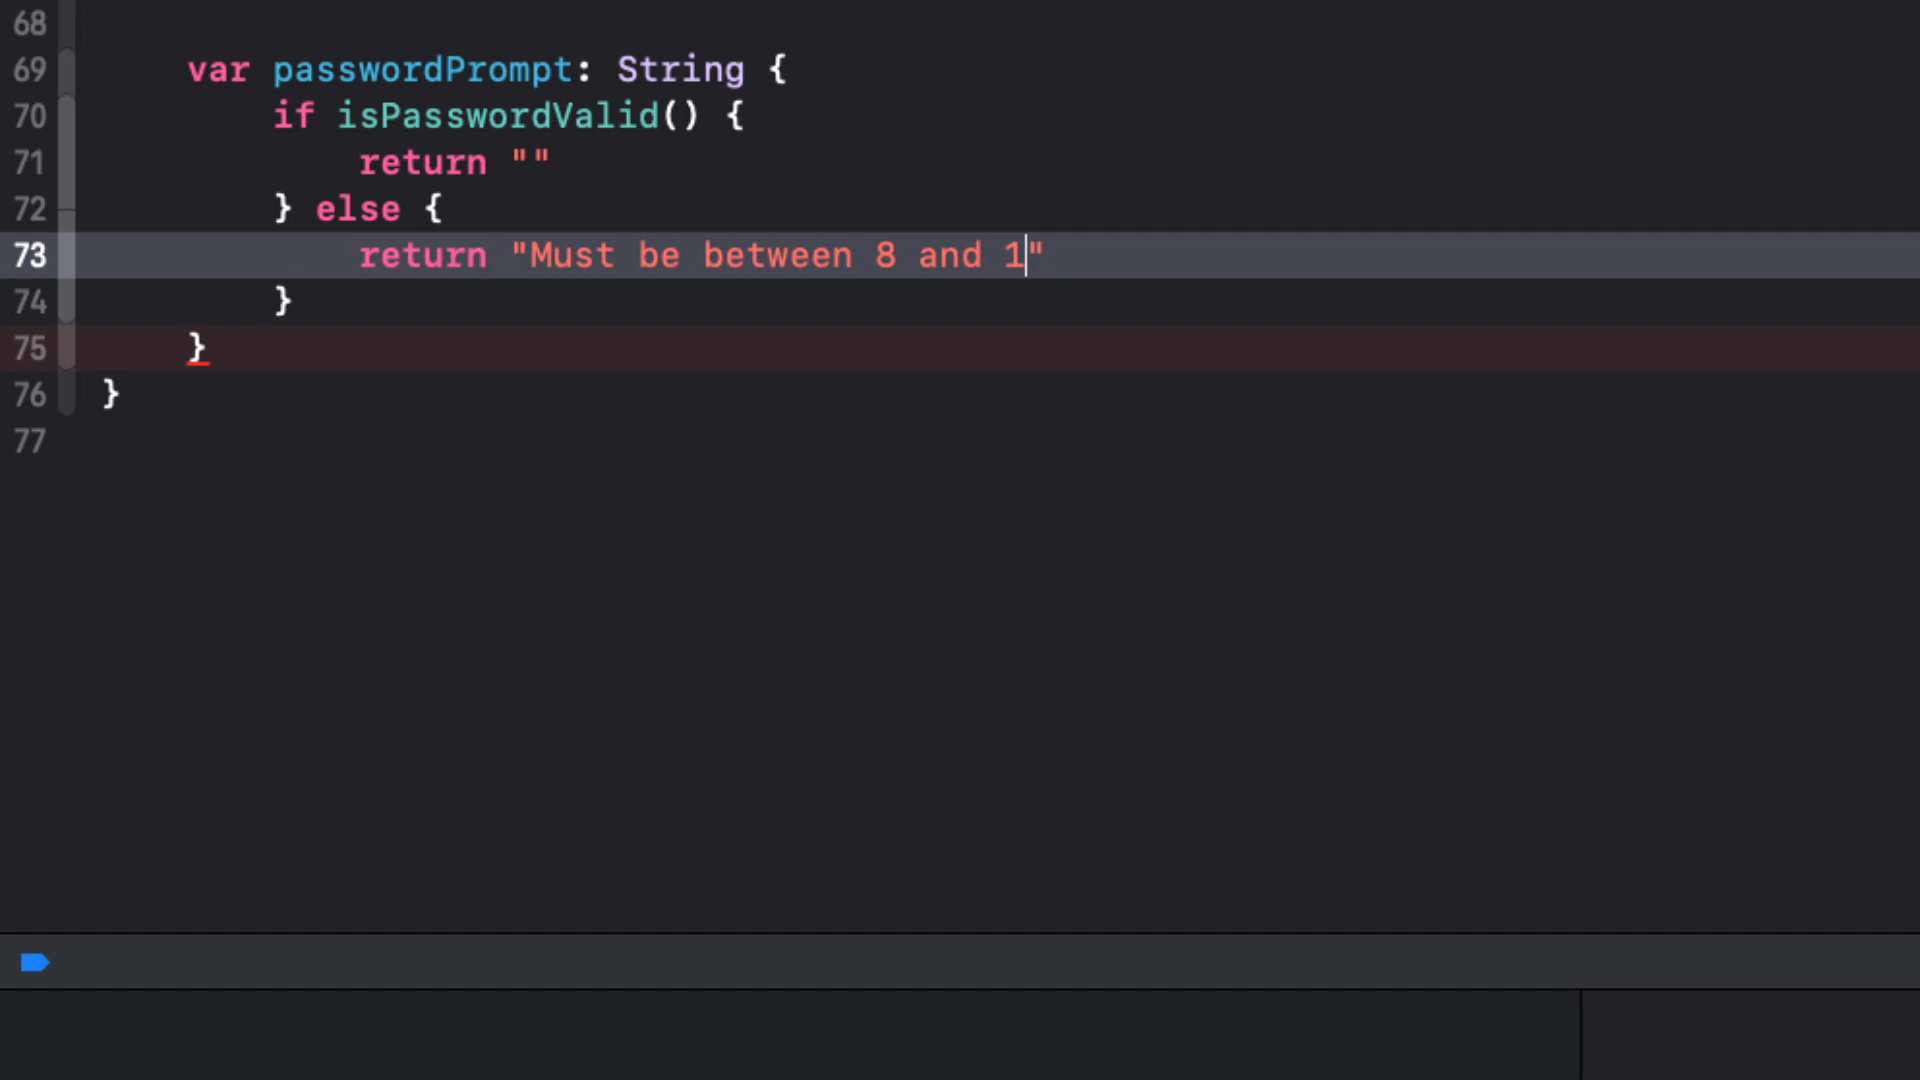 68
69 var passwordPrompt: String {
70 if isPasswordValid() {
71 return ""
72 } else {
73 return "Must be between 8 and 1"
74 }
75 }
76 }
77